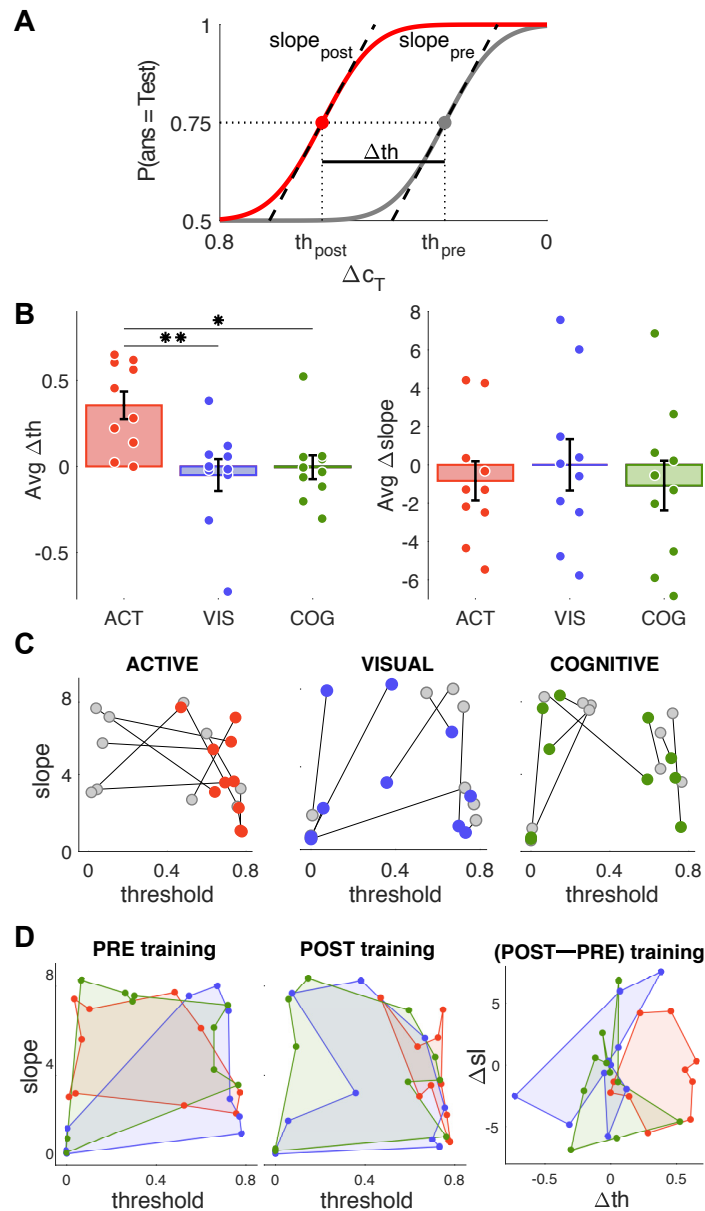 A
1
slope_post
slope_pre
P(ans = Test)
0.75
Δth
0.5
0.8
th_post
th_pre
0
Δc_T
B
**
*
Avg Δth
0.5
0
-0.5
ACT
VIS
COG
Avg Δslope
8
6
4
2
0
-2
-4
-6
ACT
VIS
COG
C
ACTIVE
VISUAL
COGNITIVE
slope
8
4
0
0
0.4
0.8
threshold
0
0.4
0.8
threshold
0
0.4
0.8
threshold
D
PRE training
POST training
(POST—PRE) training
slope
8
4
0
0
0.4
0.8
threshold
0
0.4
0.8
threshold
Δsl
5
0
-5
-0.5
0
0.5
Δth